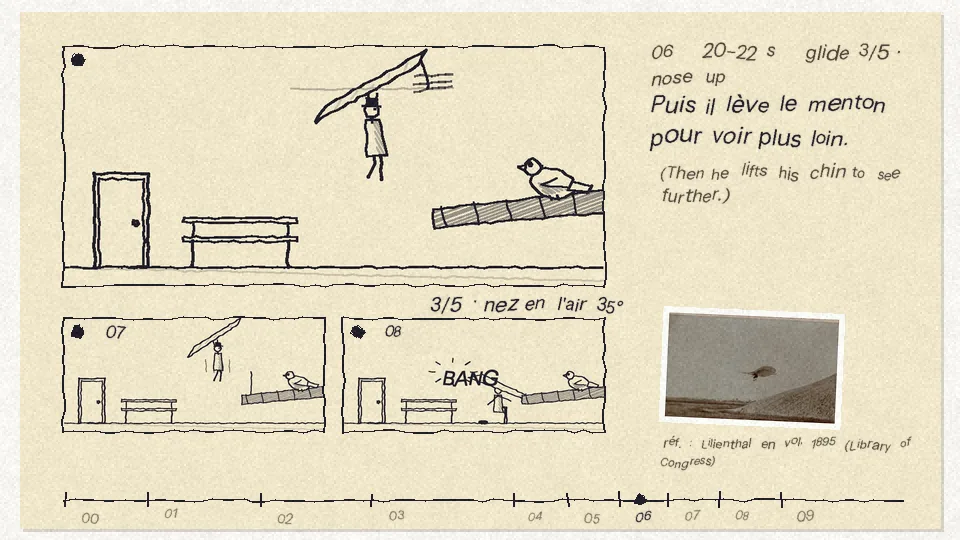 06 20–22 s glide 3/5 ·
nose up
Puis il lève le menton
pour voir plus loin.
(Then he lifts his chin to see
further.)
3/5 · nez en l'air 35°
07
08
BANG
réf. : Lilienthal en vol, 1895 (Library of
Congress)
00 01 02 03 04 05 06 07 08 09